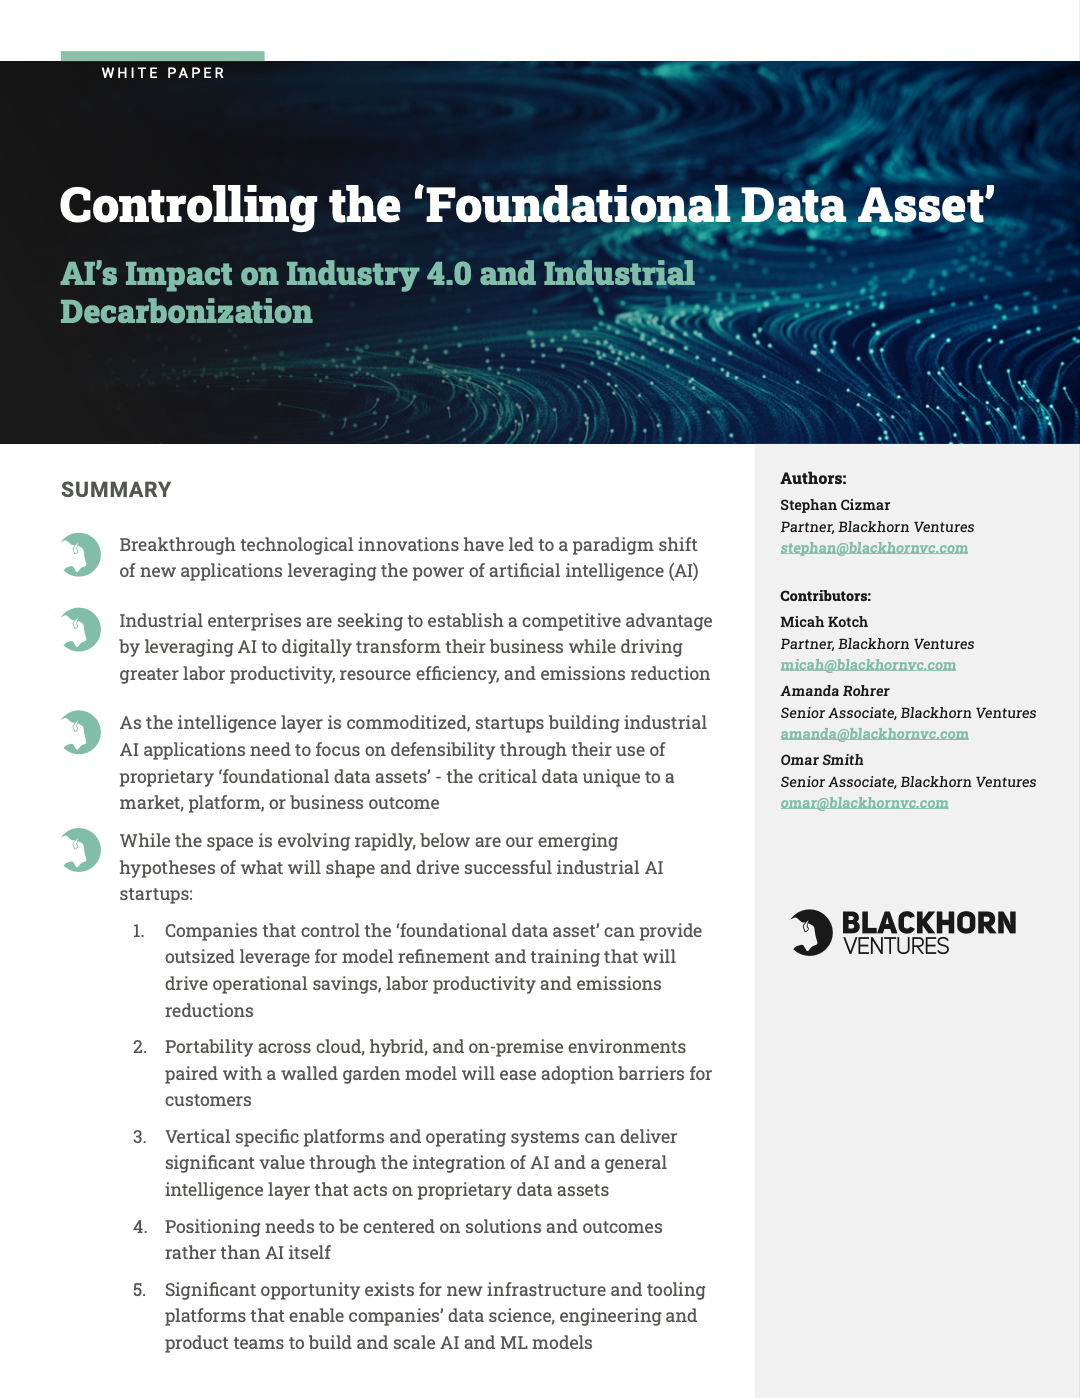 WHITE PAPER
Controlling the ‘Foundational Data Asset’
AI’s Impact on Industry 4.0 and Industrial
Decarbonization
SUMMARY
Breakthrough technological innovations have led to a paradigm shift
of new applications leveraging the power of artificial intelligence (AI)
Industrial enterprises are seeking to establish a competitive advantage
by leveraging AI to digitally transform their business while driving
greater labor productivity, resource efficiency, and emissions reduction
As the intelligence layer is commoditized, startups building industrial
AI applications need to focus on defensibility through their use of
proprietary ‘foundational data assets’ - the critical data unique to a
market, platform, or business outcome
While the space is evolving rapidly, below are our emerging
hypotheses of what will shape and drive successful industrial AI
startups:
1. Companies that control the ‘foundational data asset’ can provide
outsized leverage for model refinement and training that will
drive operational savings, labor productivity and emissions
reductions
2. Portability across cloud, hybrid, and on-premise environments
paired with a walled garden model will ease adoption barriers for
customers
3. Vertical specific platforms and operating systems can deliver
significant value through the integration of AI and a general
intelligence layer that acts on proprietary data assets
4. Positioning needs to be centered on solutions and outcomes
rather than AI itself
5. Significant opportunity exists for new infrastructure and tooling
platforms that enable companies’ data science, engineering and
product teams to build and scale AI and ML models
Authors:
Stephan Cizmar
Partner, Blackhorn Ventures
stephan@blackhornvc.com
Contributors:
Micah Kotch
Partner, Blackhorn Ventures
micah@blackhornvc.com
Amanda Rohrer
Senior Associate, Blackhorn Ventures
amanda@blackhornvc.com
Omar Smith
Senior Associate, Blackhorn Ventures
omar@blackhornvc.com
BLACKHORN
VENTURES